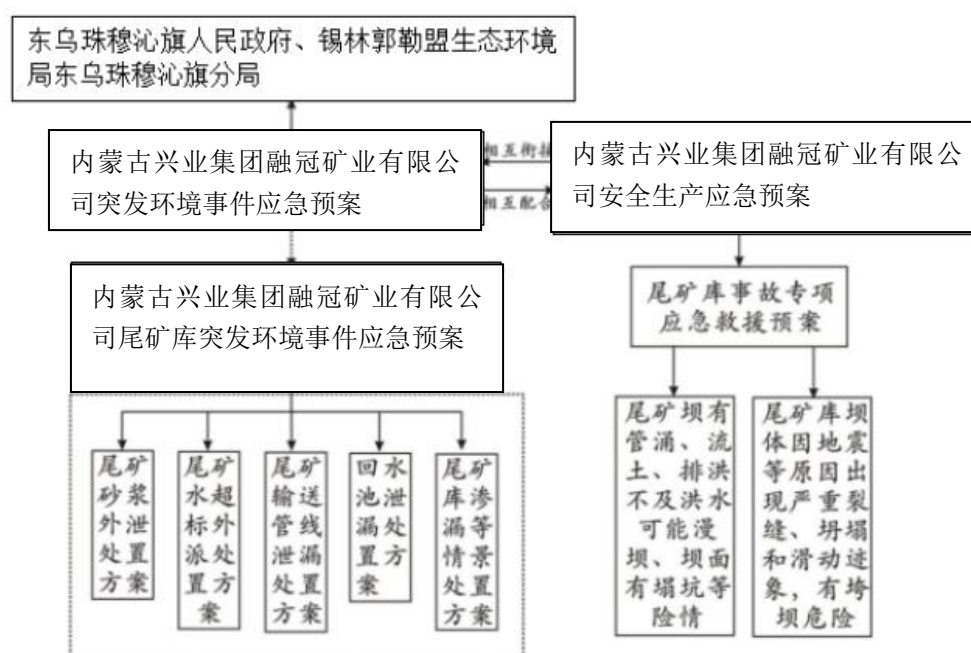 东乌珠穆沁旗人民政府、锡林郭勒盟生态环境
局东乌珠穆沁旗分局
内蒙古兴业集团融冠矿业有限公
司突发环境事件应急预案
相互衔接
相互配合
内蒙古兴业集团融冠矿业有限公
司安全生产应急预案
内蒙古兴业集团融冠矿业有限公
司尾矿库突发环境事件应急预案
尾矿库事故专项
应急救援预案
尾矿
砂浆
外泄
处置
方案
尾矿
水超
标外
派处
置方
案
尾矿
输送
管线
泄漏
处置
方案
回水
池泄
漏处
置方
案
尾矿
库渗
漏等
情景
处置
方案
尾矿坝有
管涌、流
土、排洪
不及洪水
可能漫
坝、坝面
有塌坑等
险情
尾矿库坝
体因地震
等原因出
现严重裂
缝、坍塌
和滑动迹
象，有垮
坝危险